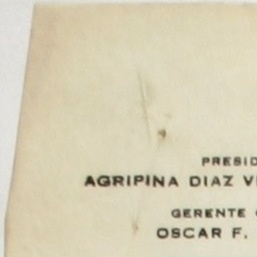 PRESID
AGRIPINA DIAZ V
GERENTE
OSCAR F.